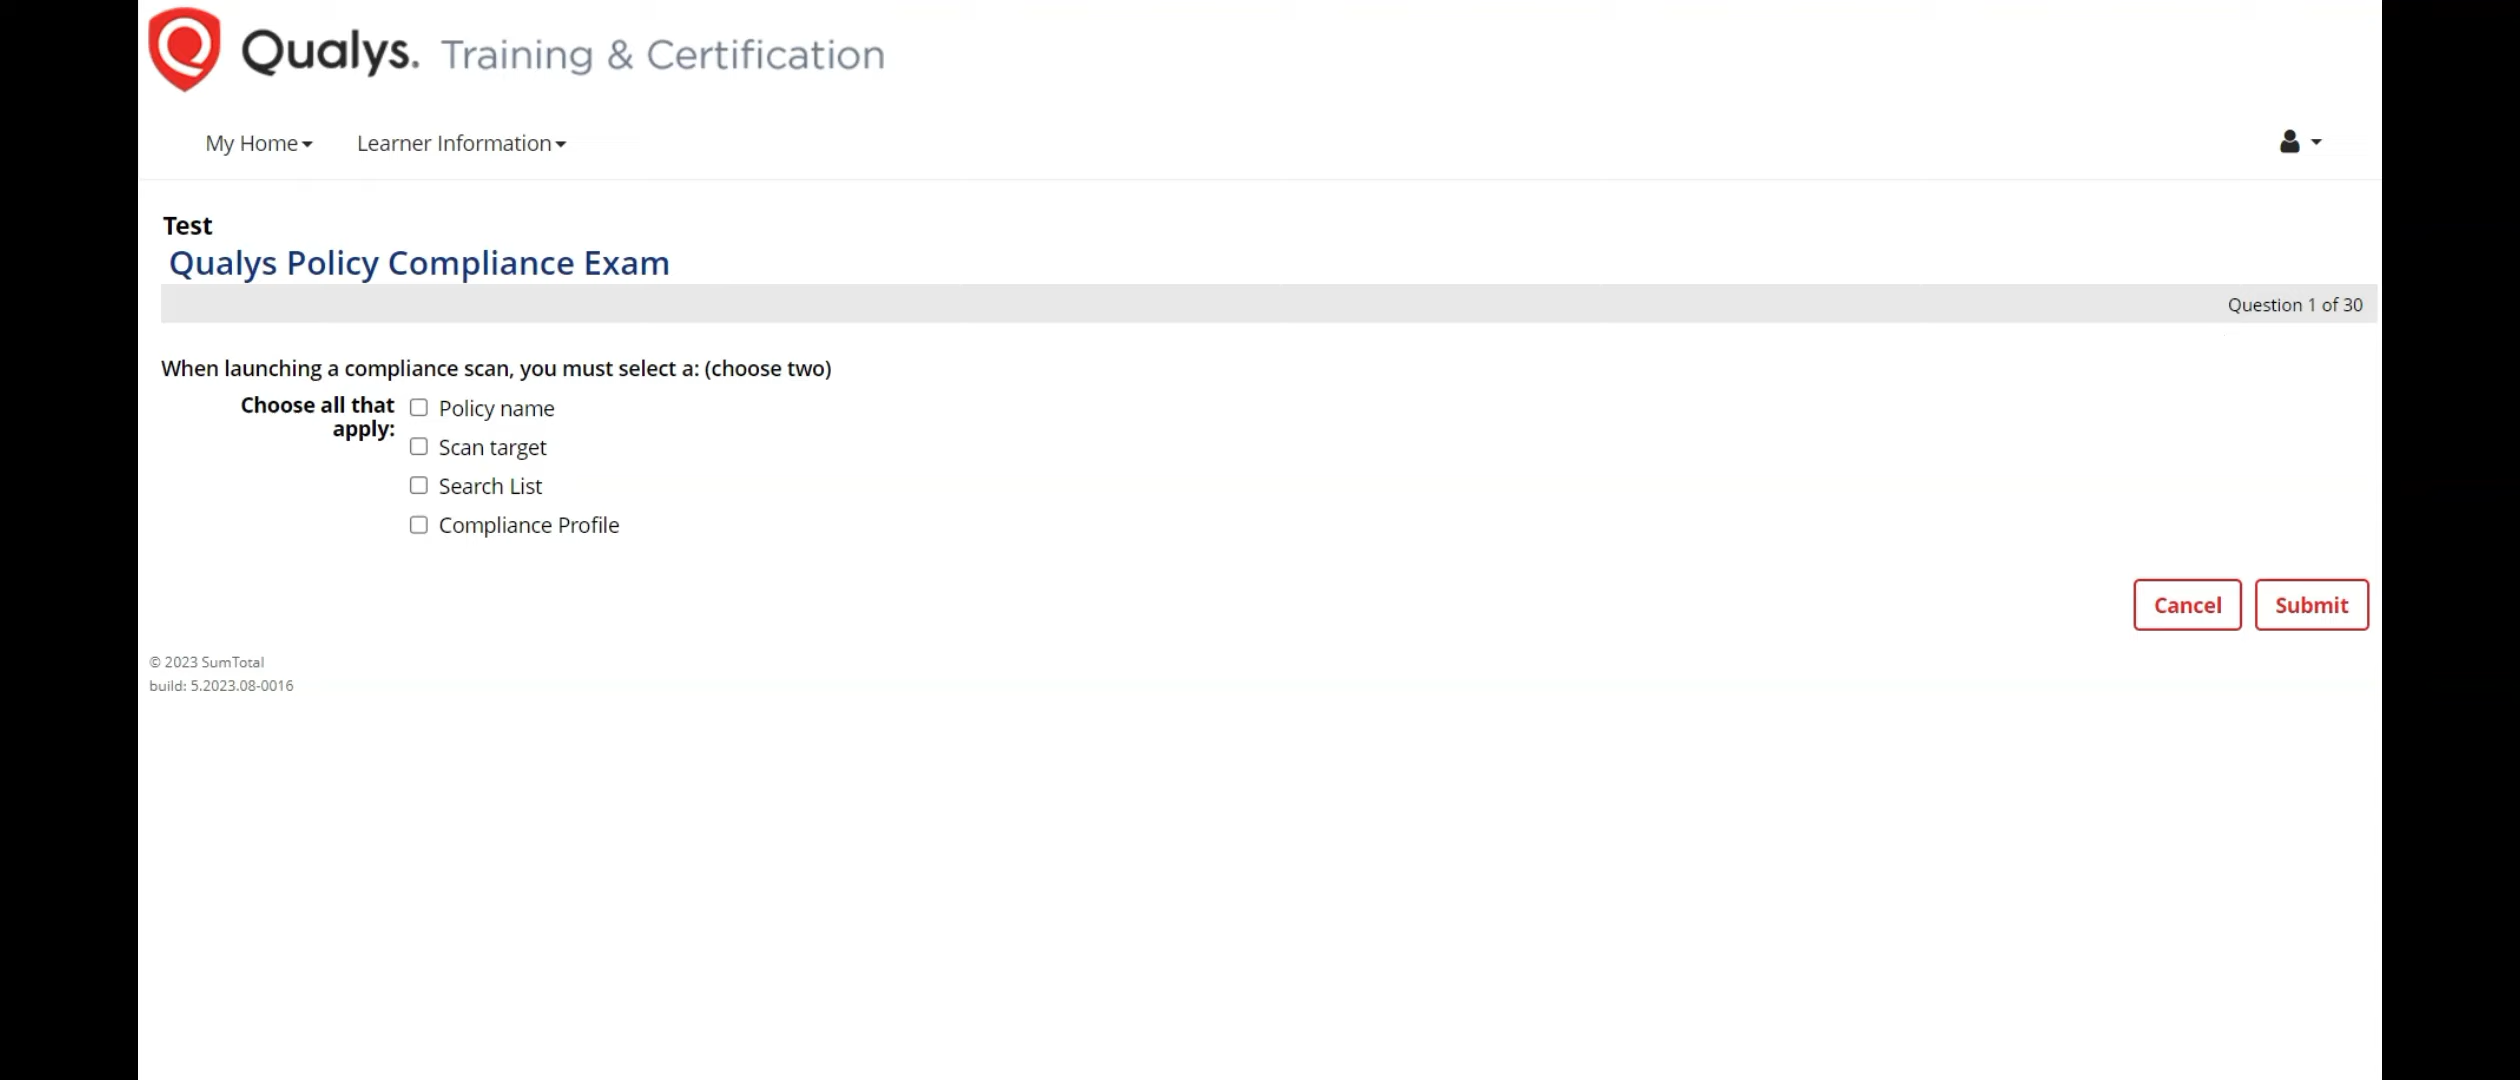 Qualys. Training & Certification
My Home Learner Information
Test
Qualys Policy Compliance Exam
Question 1 of 30
When launching a compliance scan, you must select a: (choose two)
Choose all that apply:
Policy name
Scan target
Search List
Compliance Profile
Cancel Submit
© 2023 SumTotal
build: 5.2023.08-0016